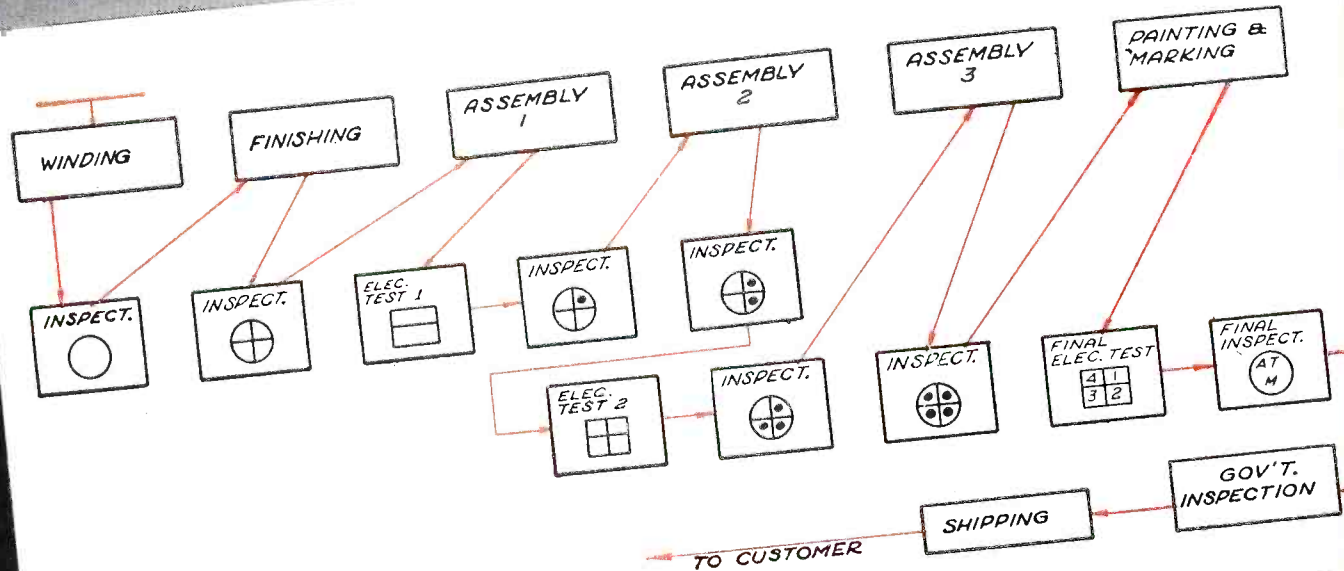 WINDING
FINISHING
ASSEMBLY
1
ASSEMBLY
2
ASSEMBLY
3
PAINTING &
MARKING
INSPECT.
INSPECT.
ELEC.
TEST 1
INSPECT.
INSPECT.
ELEC.
TEST 2
INSPECT.
INSPECT.
FINAL
ELEC. TEST
4 1
3 2
FINAL
INSPECT.
AT
M
GOV'T.
INSPECTION
SHIPPING
TO CUSTOMER